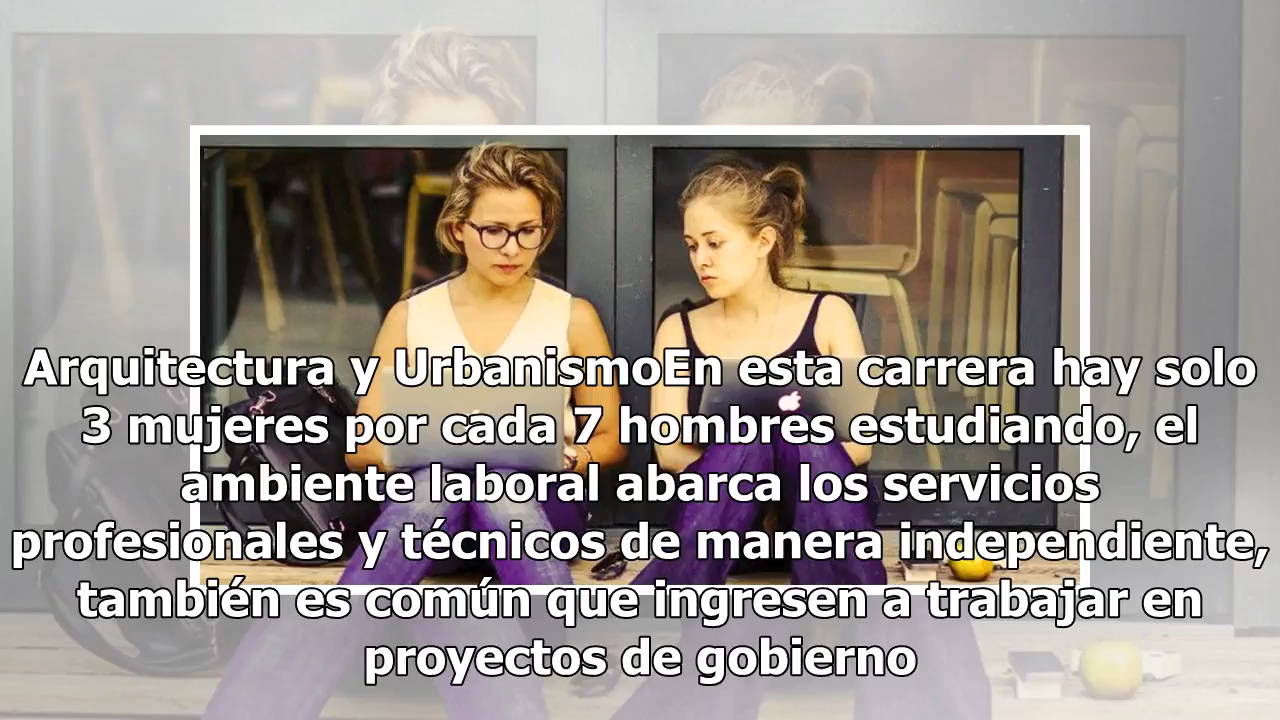 Arquitectura y UrbanismoEn esta carrera hay solo
3 mujeres por cada 7 hombres estudiando, el
ambiente laboral abarca los servicios
profesionales y técnicos de manera independiente,
también es común que ingresen a trabajar en
proyectos de gobierno